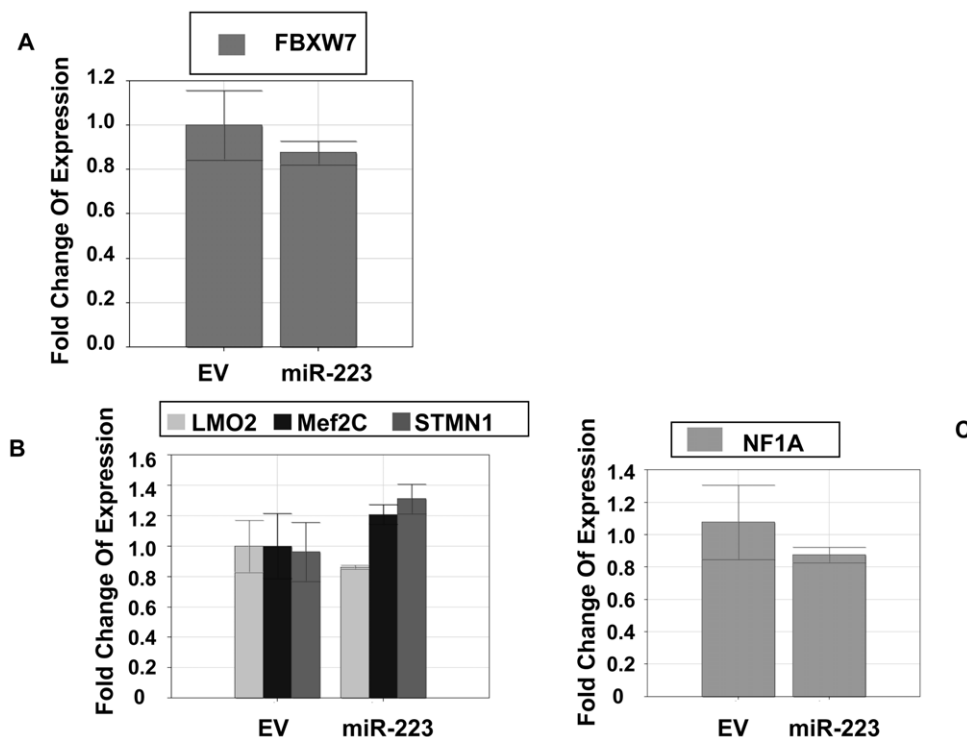 A
FBXW7
Fold Change Of Expression
1.2
1.0
0.8
0.6
0.4
0.2
0.0
EV miR-223
B
LMO2 Mef2C STMN1
Fold Change Of Expression
1.6
1.4
1.2
1.0
0.8
0.6
0.4
0.2
0
EV miR-223
C
NF1A
Fold Change Of Expression
1.4
1.2
1.0
0.8
0.6
0.4
0.2
0
EV miR-223